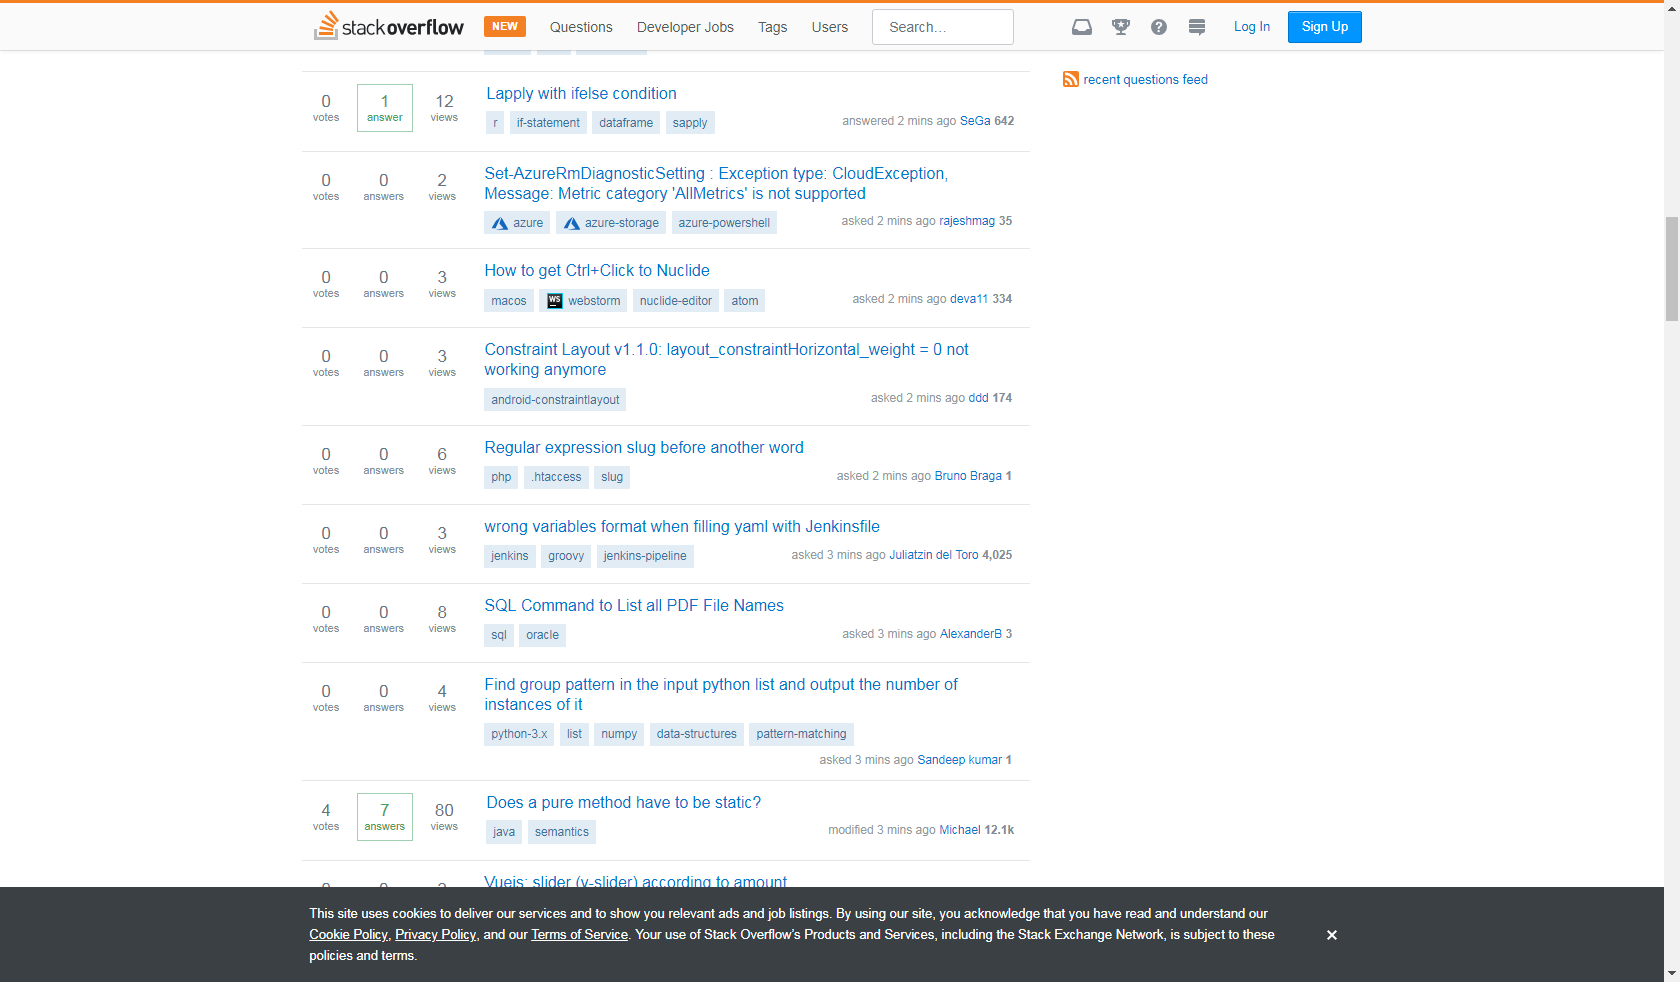 stackoverflow NEW Questions Developer Jobs Tags Users Search... Log In Sign Up
recent questions feed
0 votes 1 answer 12 views
Lapply with ifelse condition
r if-statement dataframe sapply
answered 2 mins ago SeGa 642
0 votes 0 answers 2 views
Set-AzureRmDiagnosticSetting : Exception type: CloudException,
Message: Metric category 'AllMetrics' is not supported
azure azure-storage azure-powershell
asked 2 mins ago rajeshmag 35
0 votes 0 answers 3 views
How to get Ctrl+Click to Nuclide
macos WS webstorm nuclide-editor atom
asked 2 mins ago deva11 334
0 votes 0 answers 3 views
Constraint Layout v1.1.0: layout_constraintHorizontal_weight = 0 not
working anymore
android-constraintlayout
asked 2 mins ago ddd 174
0 votes 0 answers 6 views
Regular expression slug before another word
php .htaccess slug
asked 2 mins ago Bruno Braga 1
0 votes 0 answers 3 views
wrong variables format when filling yaml with Jenkinsfile
jenkins groovy jenkins-pipeline
asked 3 mins ago Juliatzin del Toro 4,025
0 votes 0 answers 8 views
SQL Command to List all PDF File Names
sql oracle
asked 3 mins ago AlexanderB 3
0 votes 0 answers 4 views
Find group pattern in the input python list and output the number of
instances of it
python-3.x list numpy data-structures pattern-matching
asked 3 mins ago Sandeep kumar 1
4 votes 7 answers 80 views
Does a pure method have to be static?
java semantics
modified 3 mins ago Michael 12.1k
Vuejs: slider (v-slider) according to amount
This site uses cookies to deliver our services and to show you relevant ads and job listings. By using our site, you acknowledge that you have read and understand our
Cookie Policy, Privacy Policy, and our Terms of Service. Your use of Stack Overflow's Products and Services, including the Stack Exchange Network, is subject to these
policies and terms.